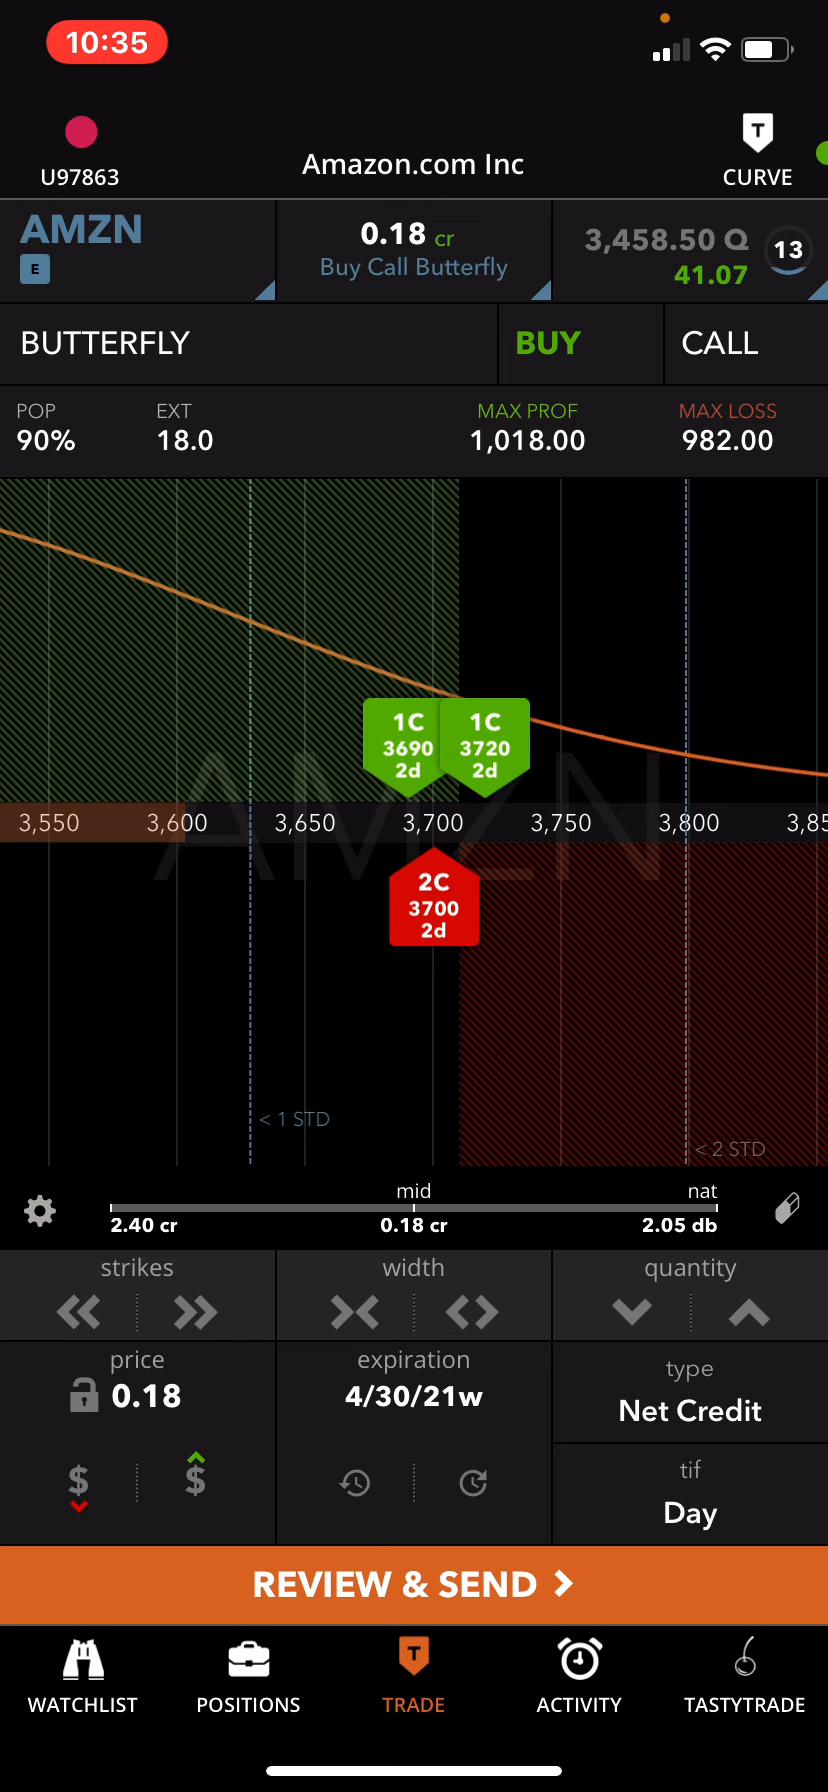 10:35
U97863
Amazon.com Inc
T
CURVE
AMZN
E
0.18 cr
Buy Call Butterfly
3,458.50 Q
41.07
13
BUTTERFLY
BUY
CALL
POP
90%
EXT
18.0
MAX PROF
1,018.00
MAX LOSS
982.00
1C
3690
2d
1C
3720
2d
AMZN
3,550 3,600 3,650 3,700 3,750 3,800 3,85
2C
3700
2d
< 1 STD
< 2 STD
mid
nat
2.40 cr
0.18 cr
2.05 db
strikes
width
quantity
price
0.18
expiration
4/30/21w
type
Net Credit
$ $
tif
Day
REVIEW & SEND
WATCHLIST
POSITIONS
T
TRADE
ACTIVITY
TASTYTRADE